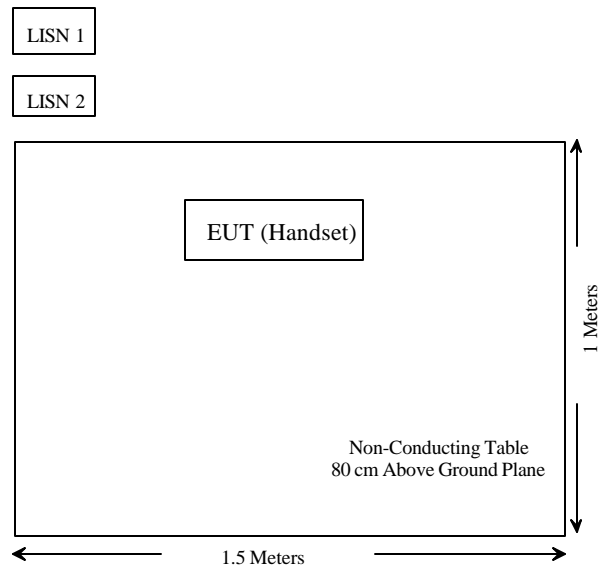 LISN 1
LISN 2
EUT (Handset)
1 Meters
Non-Conducting Table
80 cm Above Ground Plane
1.5 Meters